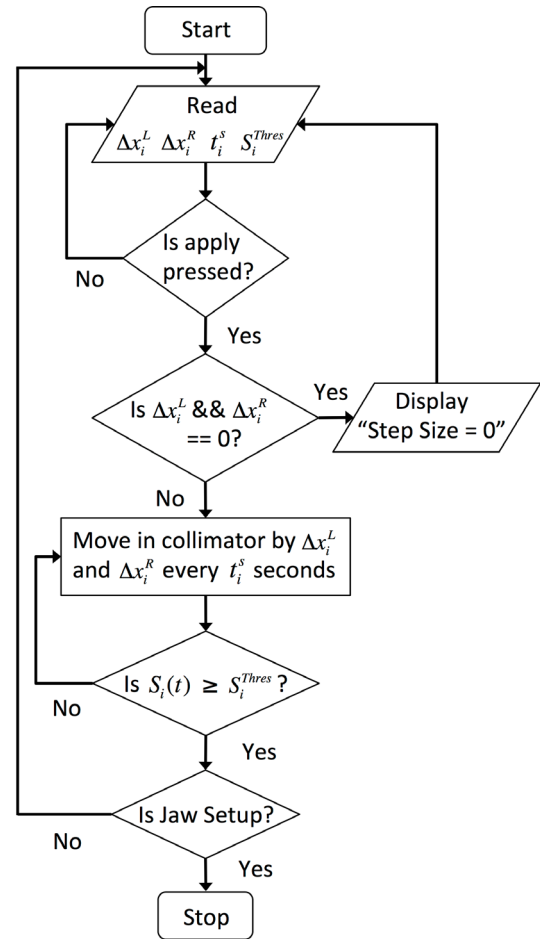 Start
Read
Δx_i^L Δx_i^R t_i^s S_i^Thres
Is apply
pressed?
No
Yes
Is Δx_i^L && Δx_i^R
== 0?
Yes
Display
“Step Size = 0”
No
Move in collimator by Δx_i^L
and Δx_i^R every t_i^s seconds
Is S_i(t) ≥ S_i^Thres ?
No
Yes
Is Jaw Setup?
No
Yes
Stop